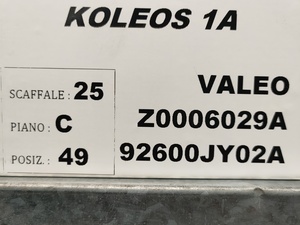 KOLEOS 1A
SCAFFALE : 25
PIANO : C
POSIZ. : 49
VALEO
Z0006029A
92600JY02A